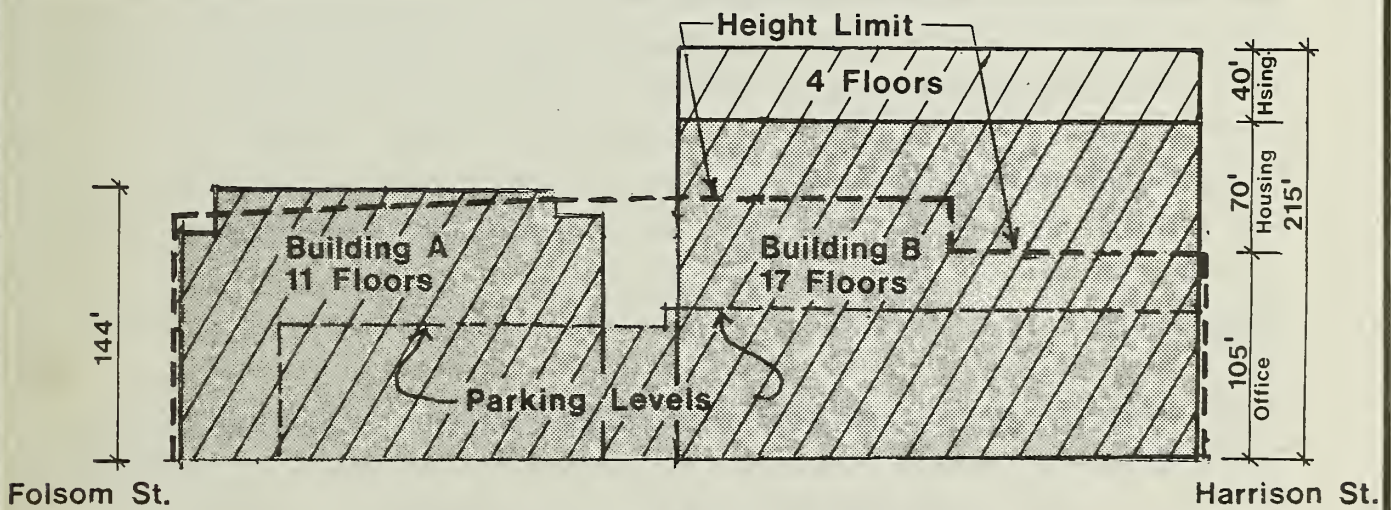 Height Limit
4 Floors
40'
Hsing.
70'
Housing
215'
Building A
11 Floors
Building B
17 Floors
144'
105'
Office
Parking Levels
Folsom St.
Harrison St.